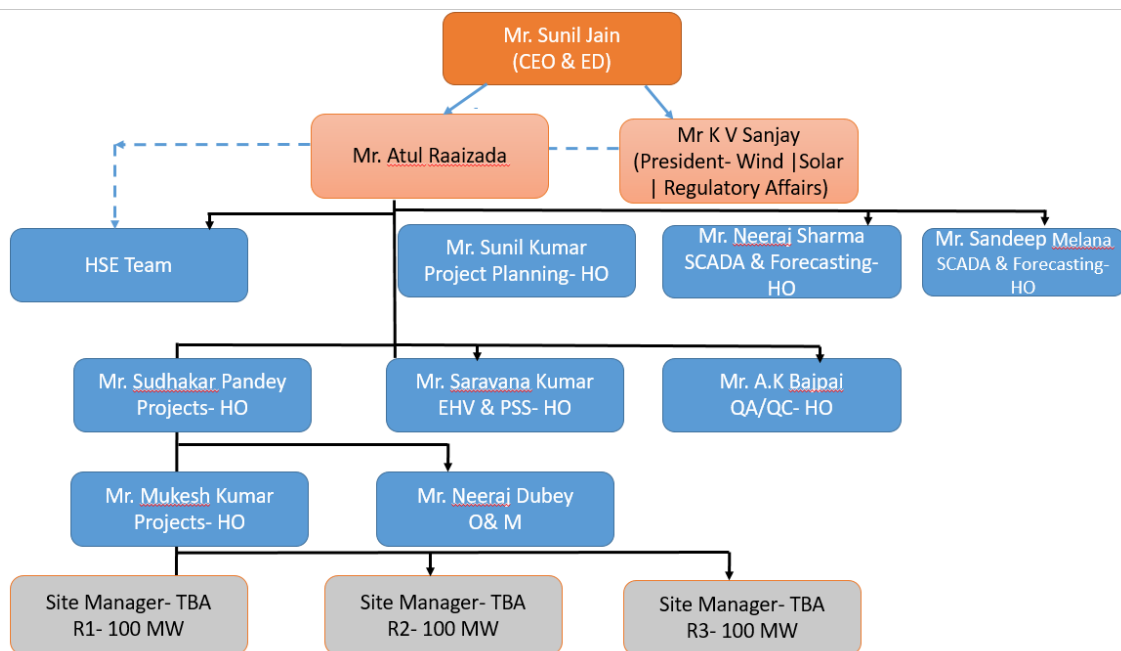 Mr. Sunil Jain
(CEO & ED)
Mr. Atul Raaizada
Mr K V Sanjay
(President- Wind |Solar
| Regulatory Affairs)
HSE Team
Mr. Sunil Kumar
Project Planning- HO
Mr. Neeraj Sharma
SCADA & Forecasting-
HO
Mr. Sandeep Melana
SCADA & Forecasting-
HO
Mr. Sudhakar Pandey
Projects- HO
Mr. Saravana Kumar
EHV & PSS- HO
Mr. A.K Bajpai
QA/QC- HO
Mr. Mukesh Kumar
Projects- HO
Mr. Neeraj Dubey
O& M
Site Manager- TBA
R1- 100 MW
Site Manager- TBA
R2- 100 MW
Site Manager- TBA
R3- 100 MW